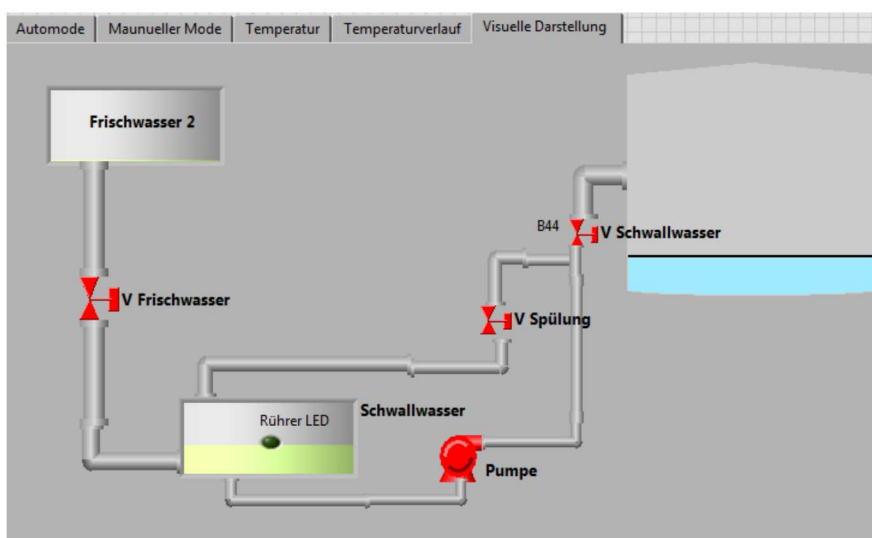 Automode
Maunueller Mode
Temperatur
Temperaturverlauf
Visuelle Darstellung
Frischwasser 2
B44
V Schwallwasser
V Frischwasser
V Spülung
Schwallwasser
Rührer LED
Pumpe